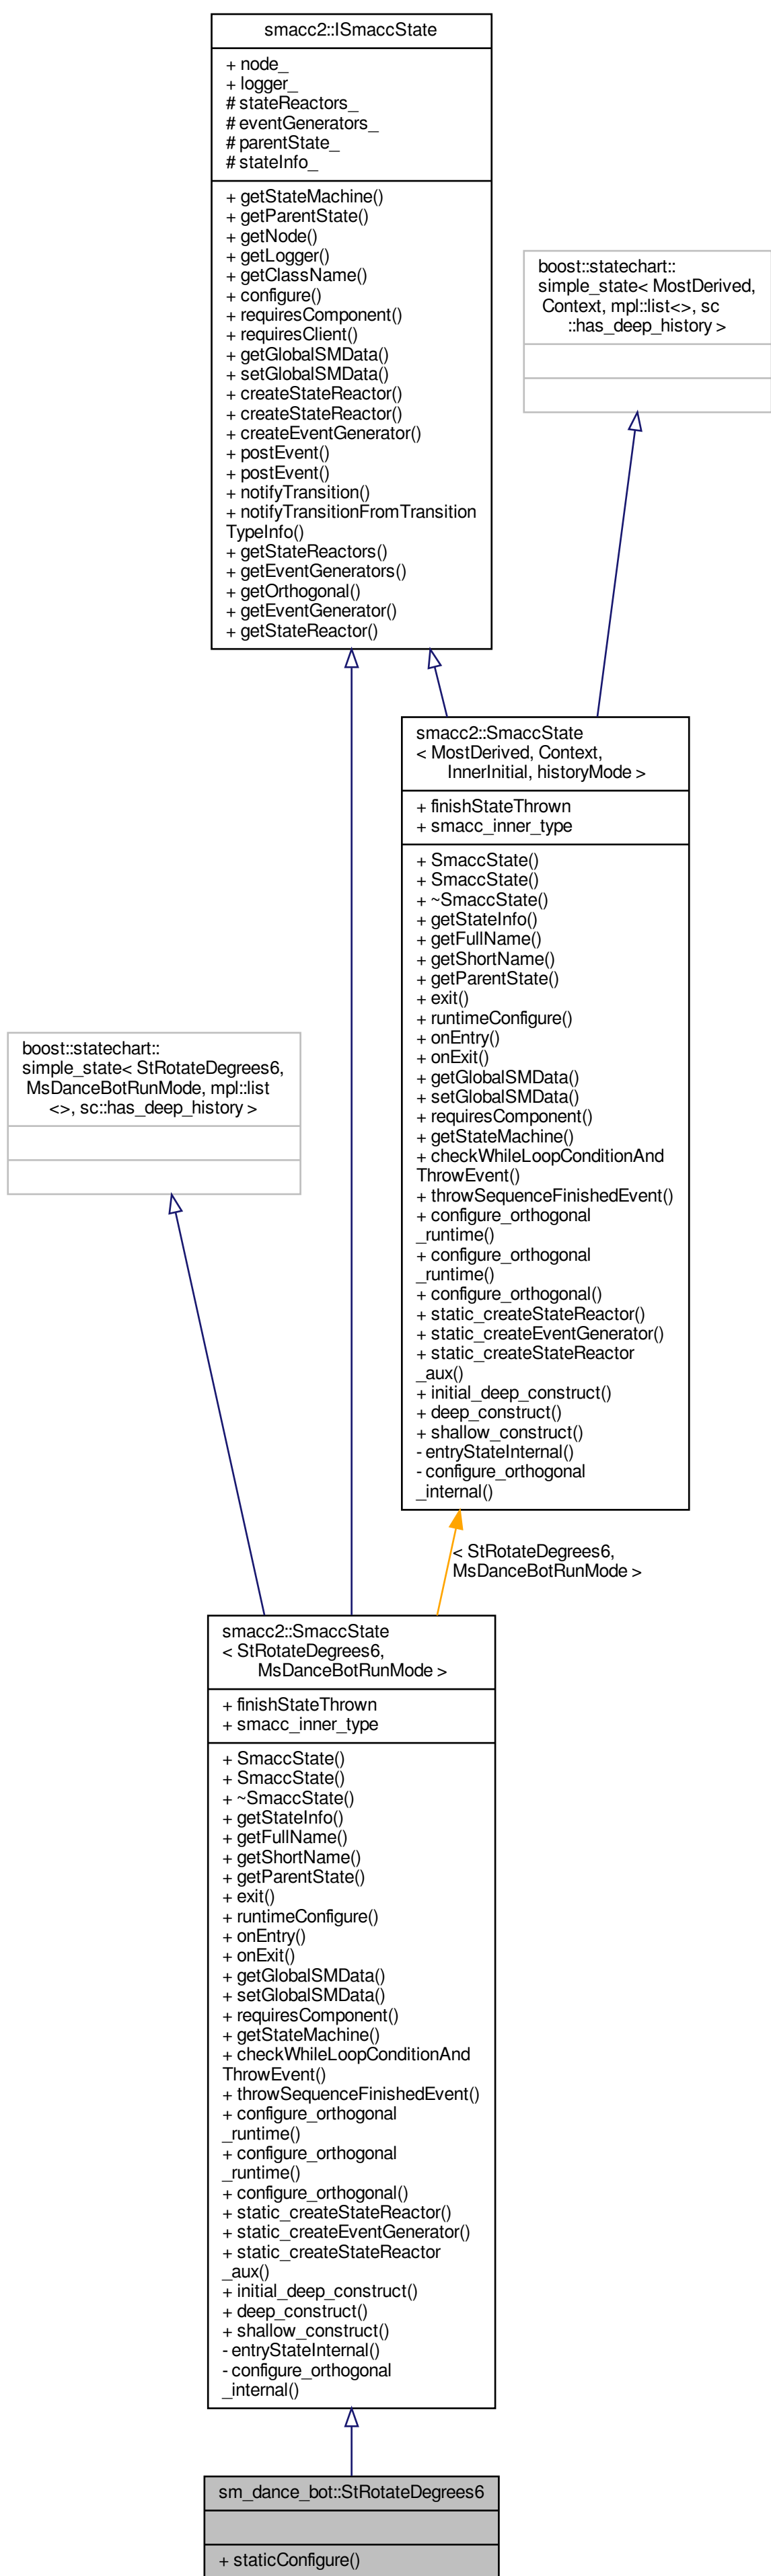 smacc2::ISmaccState
+ node_
+ logger_
# stateReactors_
# eventGenerators_
# parentState_
# stateInfo_
+ getStateMachine()
+ getParentState()
+ getNode()
+ getLogger()
+ getClassName()
+ configure()
+ requiresComponent()
+ requiresClient()
+ getGlobalSMData()
+ setGlobalSMData()
+ createStateReactor()
+ createStateReactor()
+ createEventGenerator()
+ postEvent()
+ postEvent()
+ notifyTransition()
+ notifyTransitionFromTransition
TypeInfo()
+ getStateReactors()
+ getEventGenerators()
+ getOrthogonal()
+ getEventGenerator()
+ getStateReactor()
boost::statechart::
simple_state< MostDerived,
Context, mpl::list<>, sc
::has_deep_history >
smacc2::SmaccState
< MostDerived, Context,
InnerInitial, historyMode >
+ finishStateThrown
+ smacc_inner_type
+ SmaccState()
+ SmaccState()
+ ~SmaccState()
+ getStateInfo()
+ getFullName()
+ getShortName()
+ getParentState()
+ exit()
+ runtimeConfigure()
+ onEntry()
+ onExit()
+ getGlobalSMData()
+ setGlobalSMData()
+ requiresComponent()
+ getStateMachine()
+ checkWhileLoopConditionAnd
ThrowEvent()
+ throwSequenceFinishedEvent()
+ configure_orthogonal
_runtime()
+ configure_orthogonal
_runtime()
+ configure_orthogonal()
+ static_createStateReactor()
+ static_createEventGenerator()
+ static_createStateReactor
_aux()
+ initial_deep_construct()
+ deep_construct()
+ shallow_construct()
- entryStateInternal()
- configure_orthogonal
_internal()
boost::statechart::
simple_state< StRotateDegrees6,
MsDanceBotRunMode, mpl::list
<>, sc::has_deep_history >
< StRotateDegrees6,
MsDanceBotRunMode >
smacc2::SmaccState
< StRotateDegrees6,
MsDanceBotRunMode >
+ finishStateThrown
+ smacc_inner_type
+ SmaccState()
+ SmaccState()
+ ~SmaccState()
+ getStateInfo()
+ getFullName()
+ getShortName()
+ getParentState()
+ exit()
+ runtimeConfigure()
+ onEntry()
+ onExit()
+ getGlobalSMData()
+ setGlobalSMData()
+ requiresComponent()
+ getStateMachine()
+ checkWhileLoopConditionAnd
ThrowEvent()
+ throwSequenceFinishedEvent()
+ configure_orthogonal
_runtime()
+ configure_orthogonal
_runtime()
+ configure_orthogonal()
+ static_createStateReactor()
+ static_createEventGenerator()
+ static_createStateReactor
_aux()
+ initial_deep_construct()
+ deep_construct()
+ shallow_construct()
- entryStateInternal()
- configure_orthogonal
_internal()
sm_dance_bot::StRotateDegrees6
+ staticConfigure()